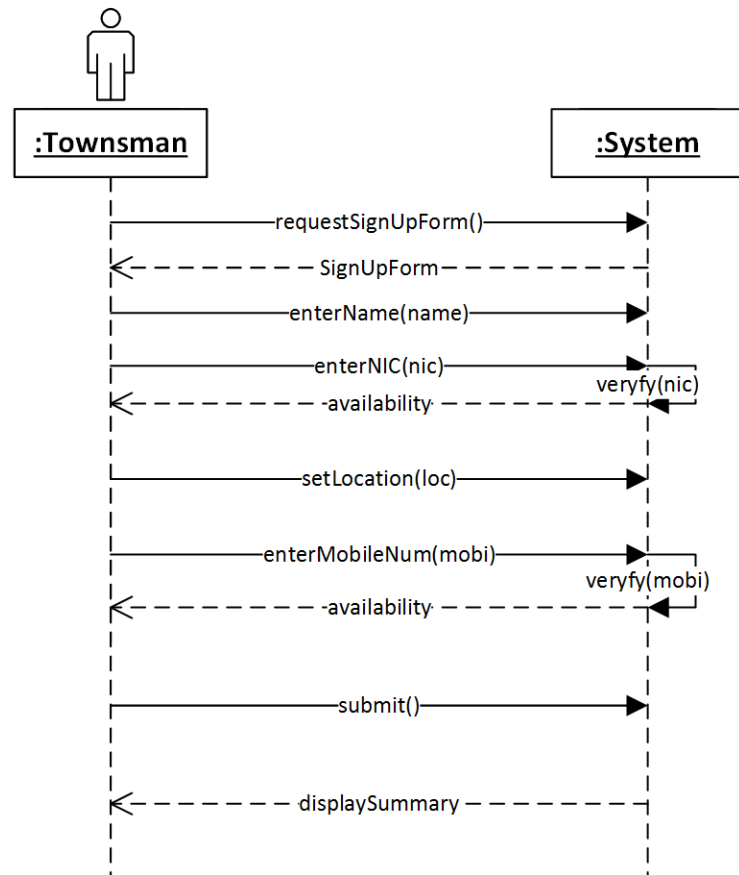 :Townsman
:System
requestSignUpForm()
SignUpForm
enterName(name)
enterNIC(nic)
veryfy(nic)
availability
setLocation(loc)
enterMobileNum(mobi)
veryfy(mobi)
availability
submit()
displaySummary